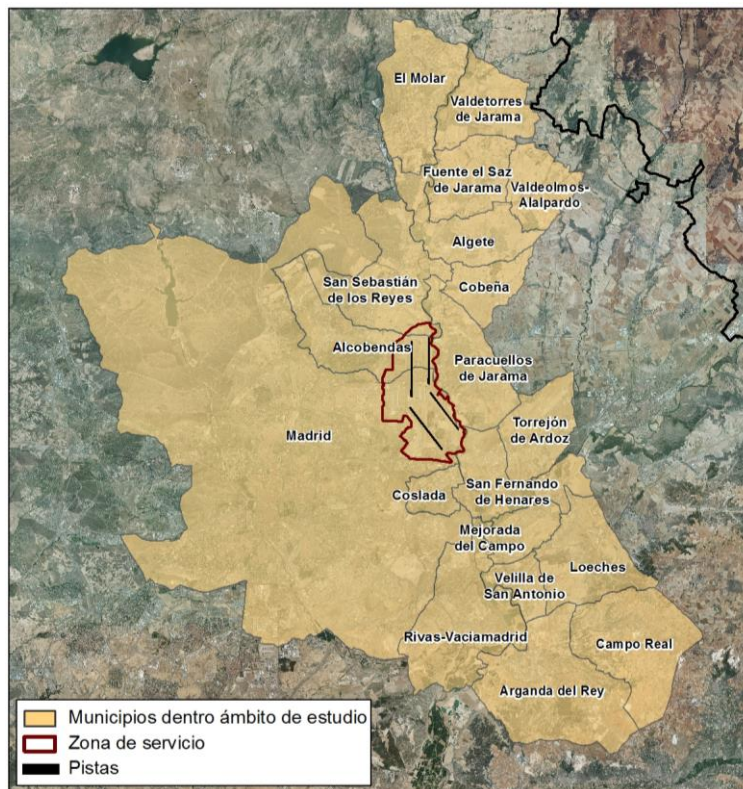 El Molar
Valdetorres
de Jarama
Fuente el Saz
de Jarama
Valdeolmos-
Alalpardo
Algete
San Sebastián
de los Reyes
Cobeña
Alcobendas
Paracuellos
de Jarama
Madrid
Torrejón
de Ardoz
Coslada
San Fernando
de Henares
Mejorada
del Campo
Loeches
Velilla de
San Antonio
Rivas-Vaciamadrid
Campo Real
Arganda del Rey
Municipios dentro ámbito de estudio
Zona de servicio
Pistas